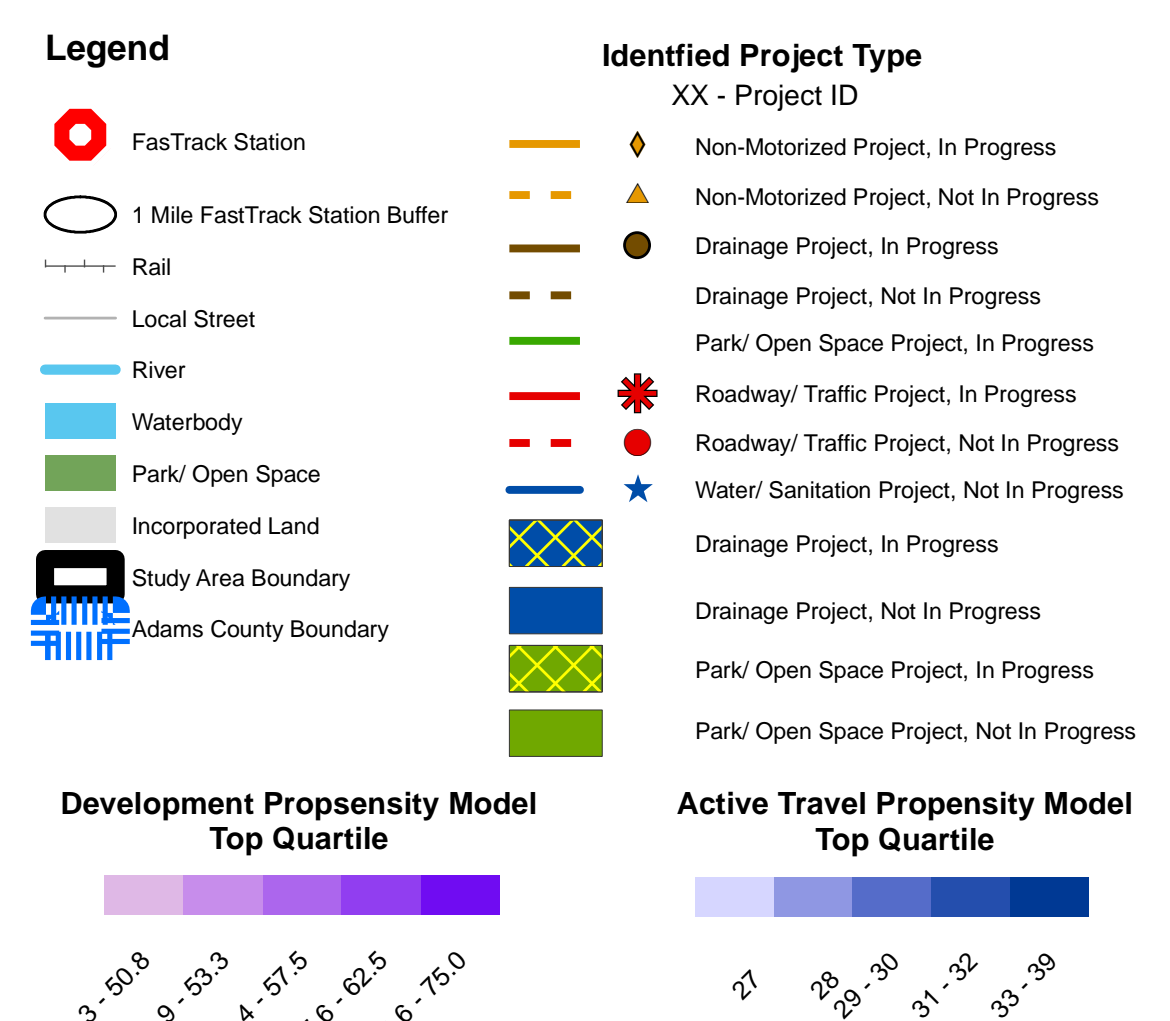 Legend
FasTrack Station
1 Mile FastTrack Station Buffer
Rail
Local Street
River
Waterbody
Park/ Open Space
Incorporated Land
Study Area Boundary
Adams County Boundary
Identfied Project Type
XX - Project ID
Non-Motorized Project, In Progress
Non-Motorized Project, Not In Progress
Drainage Project, In Progress
Drainage Project, Not In Progress
Park/ Open Space Project, In Progress
Roadway/ Traffic Project, In Progress
Roadway/ Traffic Project, Not In Progress
Water/ Sanitation Project, Not In Progress
Drainage Project, In Progress
Drainage Project, Not In Progress
Park/ Open Space Project, In Progress
Park/ Open Space Project, Not In Progress
Development Propsensity Model
Top Quartile
3 - 50.8
9 - 53.3
4 - 57.5
6 - 62.5
6 - 75.0
Active Travel Propensity Model
Top Quartile
27
28
29 - 30
31 - 32
33 - 39